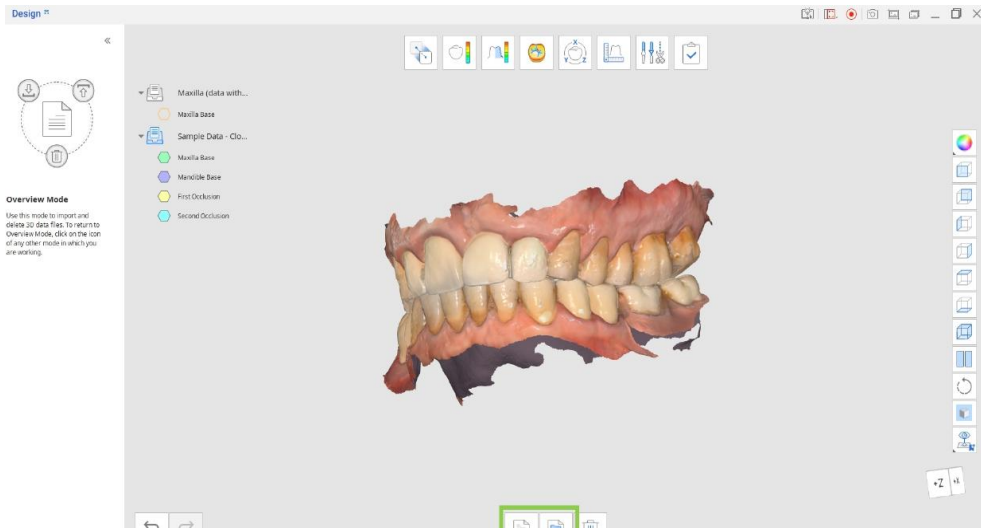 Design
Maxilla (data with...
Maxilla Base
Sample Data - Clo...
Maxilla Base
Mandible Base
First Occlusion
Second Occlusion
Overview Mode
Use this mode to import and
delete 3D data files. To return to
Overview Mode, click on the icon
of any other mode in which you
are working.
X
Y
Z
+Z
+X